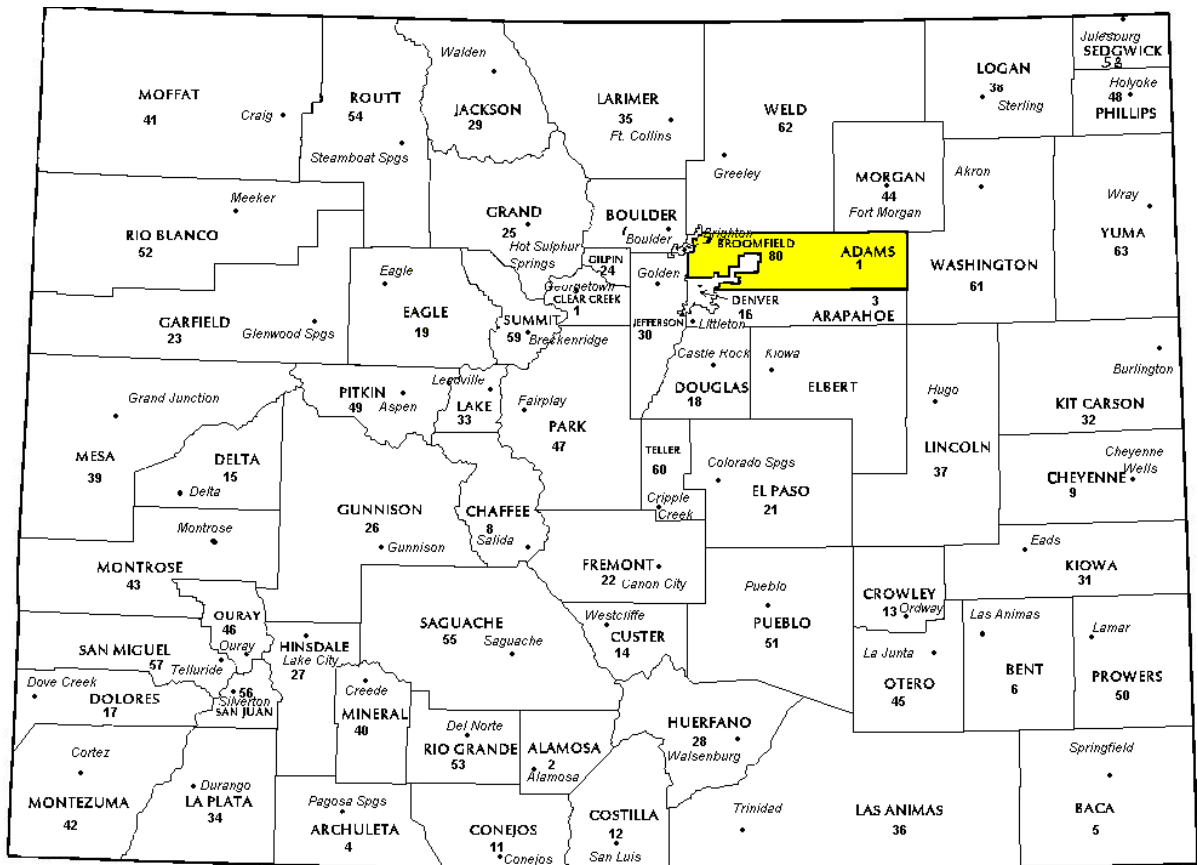 Walden
Julesburg
SEDGWICK
58
LOGAN
38
Sterling
Holyoke
48
PHILLIPS
MOFFAT
41
Craig
ROUTT
54
Steamboat Spgs
JACKSON
29
LARIMER
35
Ft. Collins
WELD
62
Greeley
MORGAN
44
Fort Morgan
Akron
Wray
YUMA
63
Meeker
RIO BLANCO
52
GRAND
25
Hot Sulphur
Springs
BOULDER
Boulder
Brighton
BROOMFIELD
80
ADAMS
1
WASHINGTON
61
GILPIN
24
Golden
Georgetown
CLEAR CREEK
1
DENVER
16
3
ARAPAHOE
Eagle
EAGLE
19
SUMMIT
59
Breckenridge
JEFFERSON
30
Littleton
GARFIELD
23
Glenwood Spgs
Castle Rock
DOUGLAS
18
Kiowa
ELBERT
Hugo
Burlington
KIT CARSON
32
Grand Junction
MESA
39
PITKIN
49
Aspen
Leadville
LAKE
33
Fairplay
PARK
47
TELLER
60
Cripple
Creek
Colorado Spgs
EL PASO
21
LINCOLN
37
Cheyenne
Wells
CHEYENNE
9
DELTA
15
Delta
GUNNISON
26
Gunnison
CHAFFEE
8
Salida
Montrose
MONTROSE
43
FREMONT
22
Canon City
Pueblo
PUEBLO
51
CROWLEY
13
Ordway
Eads
KIOWA
31
OURAY
46
Ouray
HINSDALE
Lake City
27
SAGUACHE
55
Saguache
Westcliffe
CUSTER
14
La Junta
OTERO
45
Las Animas
BENT
6
Lamar
PROWERS
50
SAN MIGUEL
57
Telluride
Dove Creek
DOLORES
17
56
Silverton
SAN JUAN
Creede
MINERAL
40
Del Norte
RIO GRANDE
53
ALAMOSA
2
Alamosa
HUERFANO
28
Walsenburg
Cortez
MONTEZUMA
42
Durango
LA PLATA
34
Pagosa Spgs
ARCHULETA
4
CONEJOS
11
Conejos
COSTILLA
12
San Luis
Trinidad
LAS ANIMAS
36
Springfield
BACA
5